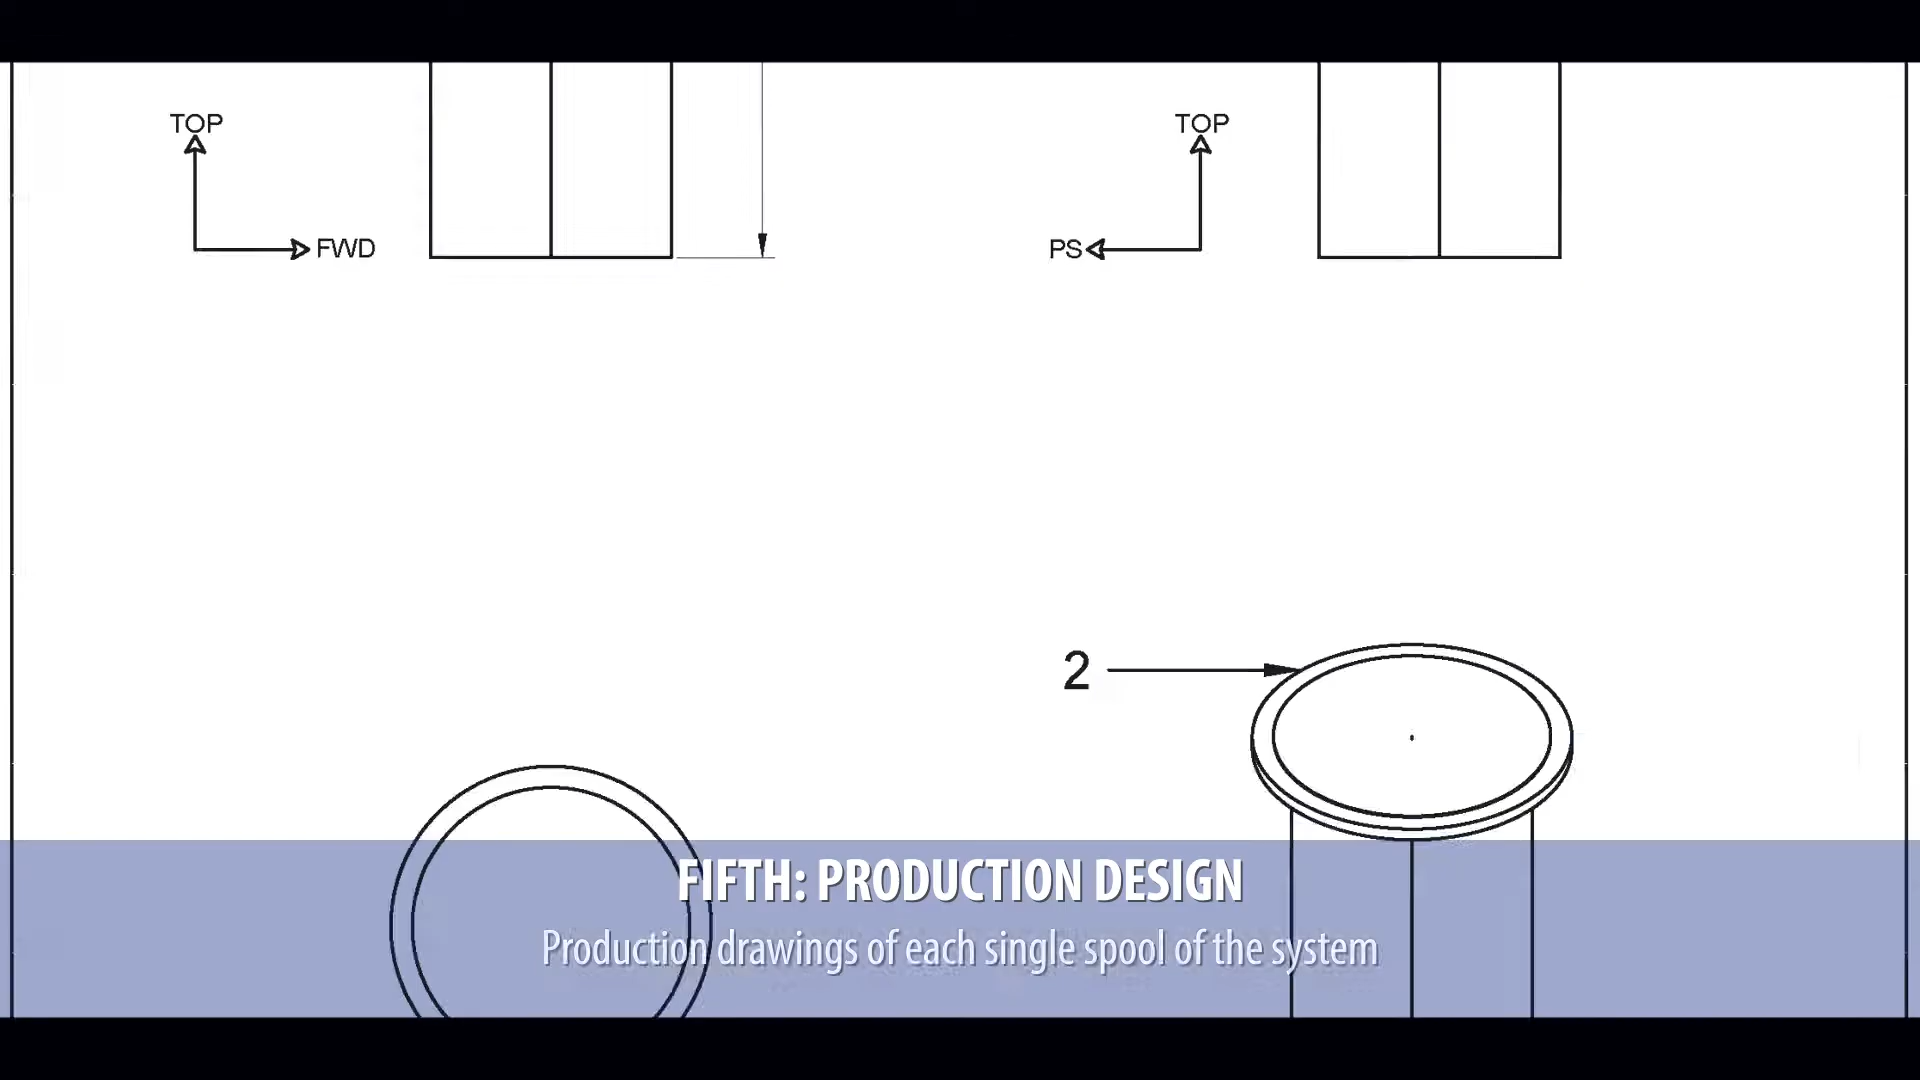 TOP
TOP
FWD
PS
2
FIFTH: PRODUCTION DESIGN
Production drawings of each single spool of the system